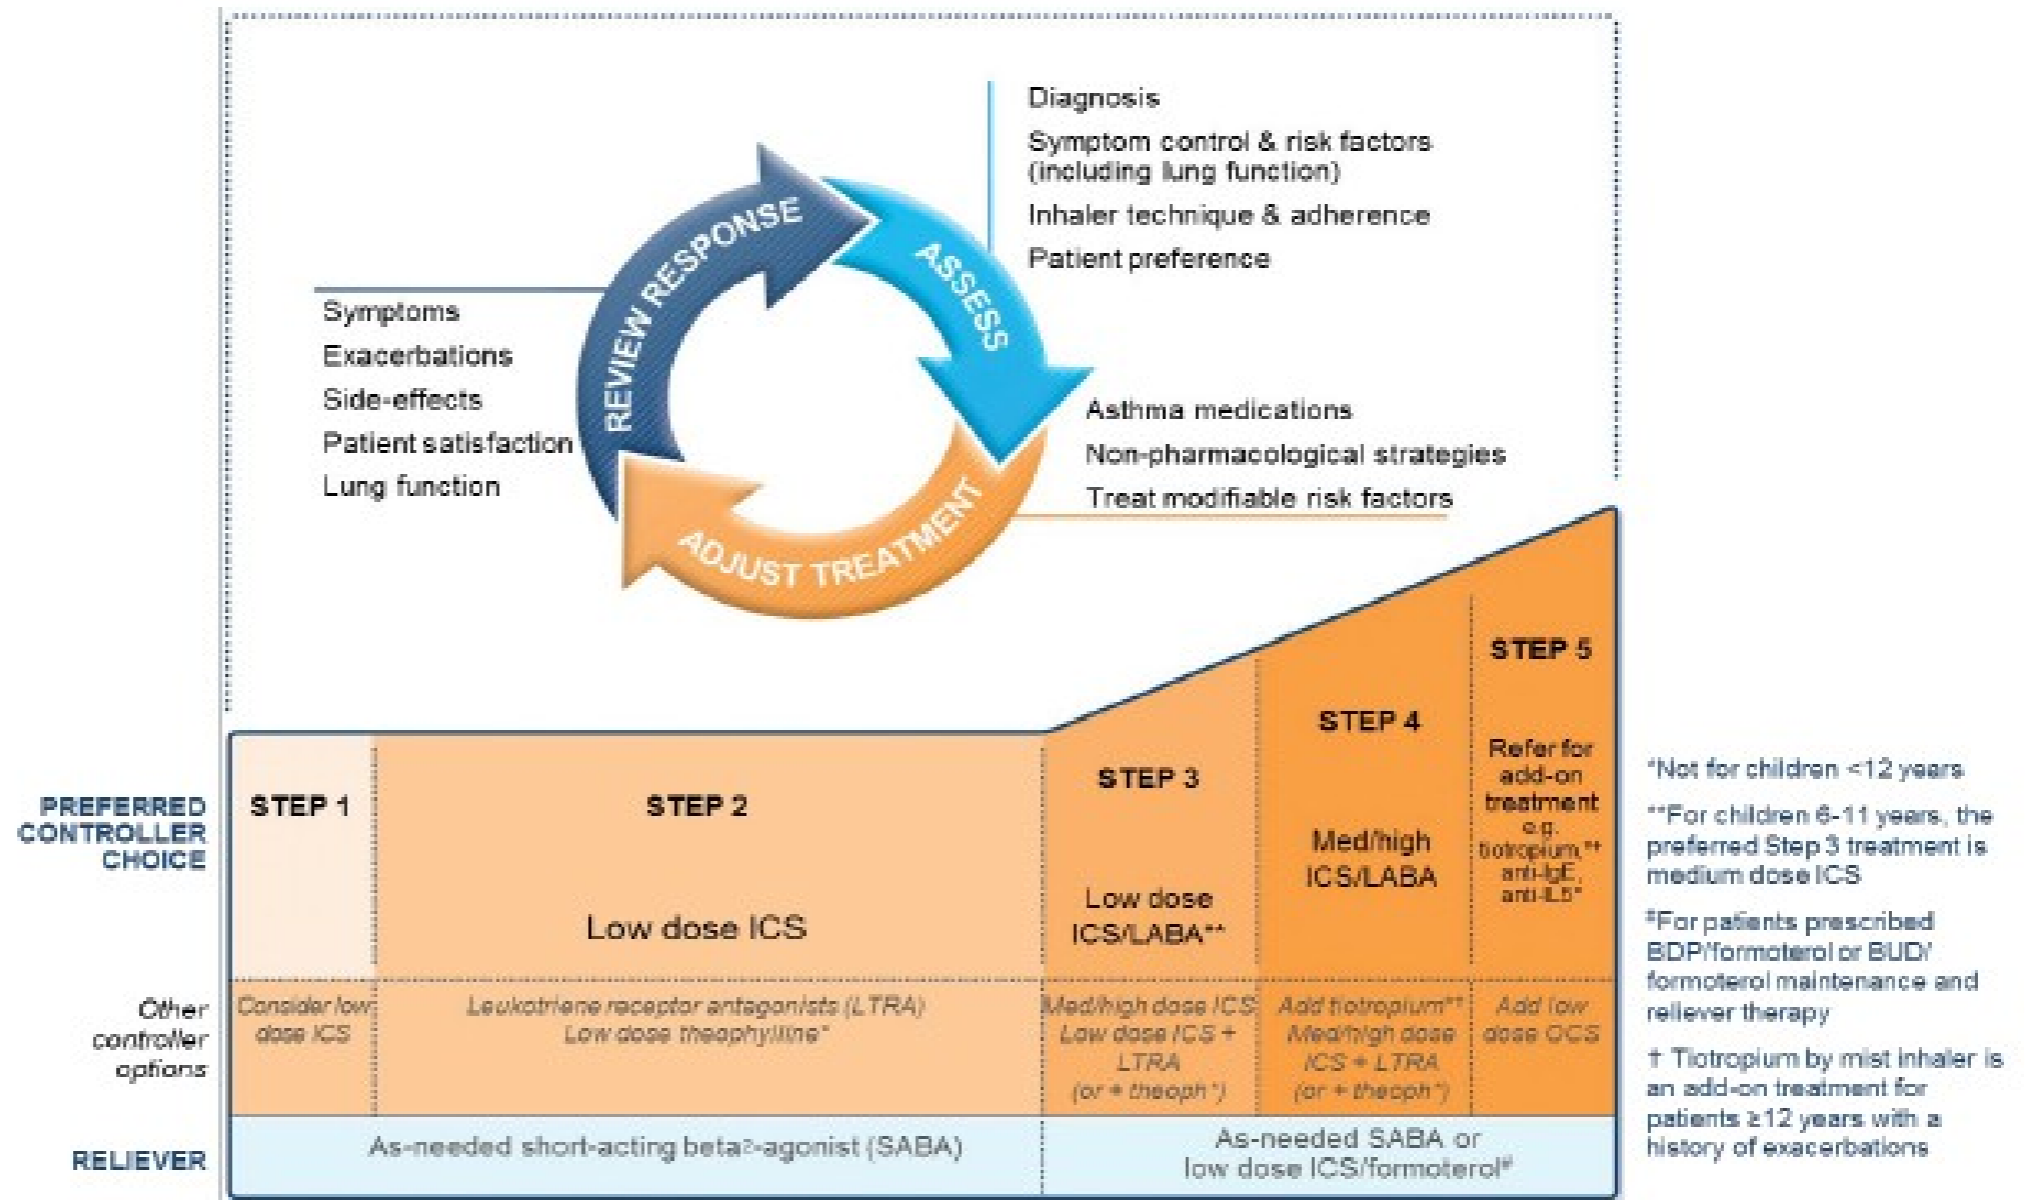 Diagnosis
Symptom control & risk factors
(including lung function)
Inhaler technique & adherence
Patient preference
REVIEW RESPONSE
ASSESS
ADJUST TREATMENT
Symptoms
Exacerbations
Side-effects
Patient satisfaction
Lung function
Asthma medications
Non-pharmacological strategies
Treat modifiable risk factors
PREFERRED
CONTROLLER
CHOICE
STEP 1
STEP 2
Low dose ICS
STEP 3
Low dose
ICS/LABA**
STEP 4
Med/high
ICS/LABA
STEP 5
Refer for
add-on
treatment
e.g.
tiotropium,*†
anti-IgE,
anti-IL5*
Other
controller
options
Consider low
dose ICS
Leukotriene receptor antagonists (LTRA)
Low dose theophylline*
Med/high dose ICS
Low dose ICS +
LTRA
(or + theoph*)
Add tiotropium*†
Med/high dose
ICS + LTRA
(or + theoph*)
Add low
dose OCS
RELIEVER
As-needed short-acting beta2-agonist (SABA)
As-needed SABA or
low dose ICS/formoterol#
*Not for children <12 years
**For children 6-11 years, the
preferred Step 3 treatment is
medium dose ICS
#For patients prescribed
BDP/formoterol or BUD/
formoterol maintenance and
reliever therapy
† Tiotropium by mist inhaler is
an add-on treatment for
patients ≥12 years with a
history of exacerbations